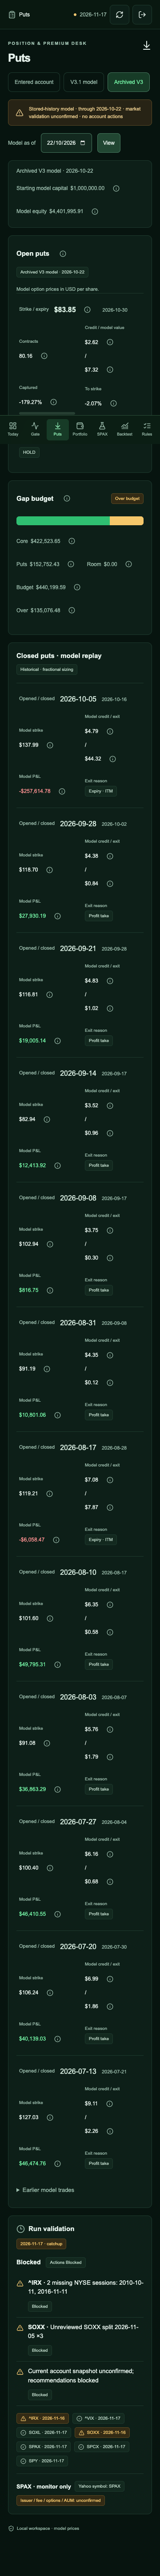 Puts
2026-11-17
POSITION & PREMIUM DESK
Puts
Entered account
V3.1 model
Archived V3
Stored-history model · through 2026-10-22 · market validation unconfirmed · no account actions
Model as of
22/10/2026
View
Archived V3 model · 2026-10-22
Starting model capital $1,000,000.00
Model equity $4,401,995.91
Open puts
Archived V3 model · 2026-10-22
Model option prices in USD per share.
Strike / expiry $83.85 2026-10-30
Contracts
80.16
Credit / model value
$2.62
/
$7.32
Captured
-179.27%
To strike
-2.07%
Today
Gate
Puts
Portfolio
SPAX
Backtest
Rules
HOLD
Gap budget
Over budget
Core $422,523.65
Puts $152,752.43
Room $0.00
Budget $440,199.59
Over $135,076.48
Closed puts · model replay
Historical · fractional sizing
Opened / closed 2026-10-05 2026-10-16
Model strike
$137.99
Model credit / exit
$4.79
/
$44.32
Model P&L
-$257,614.78
Exit reason
Expiry · ITM
Opened / closed 2026-09-28 2026-10-02
Model strike
$118.70
Model credit / exit
$4.38
/
$0.84
Model P&L
$27,930.19
Exit reason
Profit take
Opened / closed 2026-09-21 2026-09-28
Model strike
$116.81
Model credit / exit
$4.83
/
$1.02
Model P&L
$19,005.14
Exit reason
Profit take
Opened / closed 2026-09-14 2026-09-17
Model strike
$82.94
Model credit / exit
$3.52
/
$0.96
Model P&L
$12,413.92
Exit reason
Profit take
Opened / closed 2026-09-08 2026-09-17
Model strike
$102.94
Model credit / exit
$3.75
/
$0.30
Model P&L
$816.75
Exit reason
Profit take
Opened / closed 2026-08-31 2026-09-08
Model strike
$91.19
Model credit / exit
$4.35
/
$0.12
Model P&L
$10,801.06
Exit reason
Profit take
Opened / closed 2026-08-17 2026-08-28
Model strike
$119.21
Model credit / exit
$7.08
/
$7.87
Model P&L
-$6,058.47
Exit reason
Expiry · ITM
Opened / closed 2026-08-10 2026-08-17
Model strike
$101.60
Model credit / exit
$6.35
/
$0.58
Model P&L
$49,795.31
Exit reason
Profit take
Opened / closed 2026-08-03 2026-08-07
Model strike
$91.08
Model credit / exit
$5.76
/
$1.79
Model P&L
$36,863.29
Exit reason
Profit take
Opened / closed 2026-07-27 2026-08-04
Model strike
$100.40
Model credit / exit
$6.16
/
$0.68
Model P&L
$46,410.55
Exit reason
Profit take
Opened / closed 2026-07-20 2026-07-30
Model strike
$106.24
Model credit / exit
$6.99
/
$1.86
Model P&L
$40,139.03
Exit reason
Profit take
Opened / closed 2026-07-13 2026-07-21
Model strike
$127.03
Model credit / exit
$9.11
/
$2.26
Model P&L
$46,474.76
Exit reason
Profit take
Earlier model trades
Run validation
2026-11-17 · catchup
Blocked
Actions Blocked
^IRX · 2 missing NYSE sessions: 2010-10-11, 2016-11-11
Blocked
SOXX · Unreviewed SOXX split 2026-11-05 ×3
Blocked
Current account snapshot unconfirmed; recommendations blocked
Blocked
^IRX · 2026-11-16
^VIX · 2026-11-17
SOXL · 2026-11-17
SOXX · 2026-11-16
SPAX · 2026-11-17
SPCX · 2026-11-17
SPY · 2026-11-17
SPAX · monitor only
Yahoo symbol: SPAX
Issuer / fee / options / AUM: unconfirmed
Local workspace · model prices